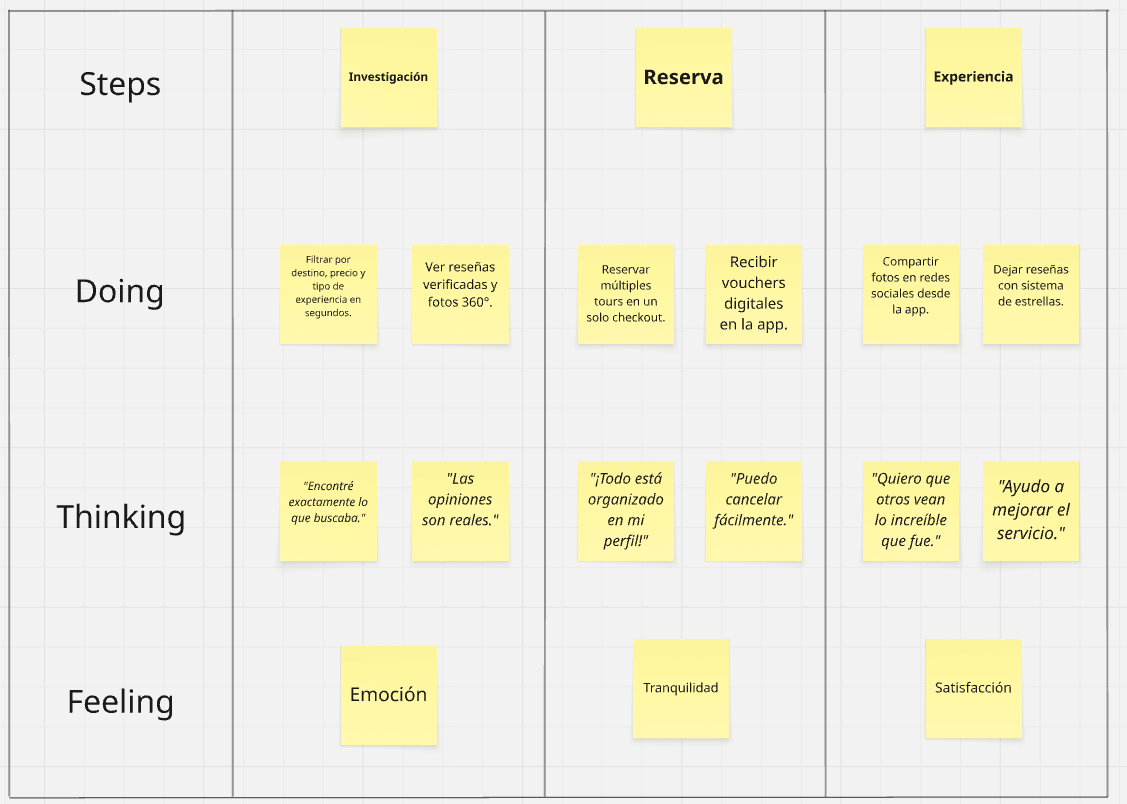 Steps
Investigación
Reserva
Experiencia
Doing
Filtrar por
destino, precio y
tipo de
experiencia en
segundos.
Ver reseñas
verificadas y
fotos 360°.
Reservar
múltiples
tours en un
solo checkout.
Recibir
vouchers
digitales
en la app.
Compartir
fotos en redes
sociales desde
la app.
Dejar reseñas
con sistema
de estrellas.
Thinking
"Encontré
exactamente lo
que buscaba."
"Las
opiniones
son reales."
"¡Todo está
organizado
en mi
perfil!"
"Puedo
cancelar
fácilmente."
"Quiero que
otros vean
lo increíble
que fue."
"Ayudo a
mejorar el
servicio."
Feeling
Emoción
Tranquilidad
Satisfacción